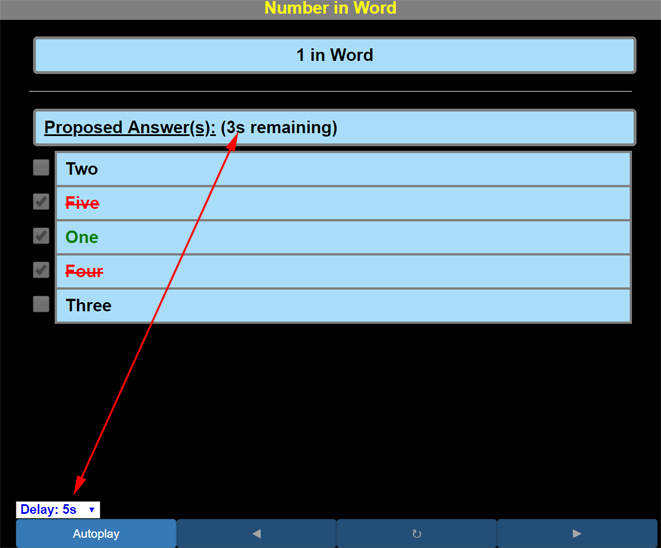 Number in Word
1 in Word
Proposed Answer(s): (3s remaining)
Two
Five
One
Four
Three
Delay: 5s
Autoplay